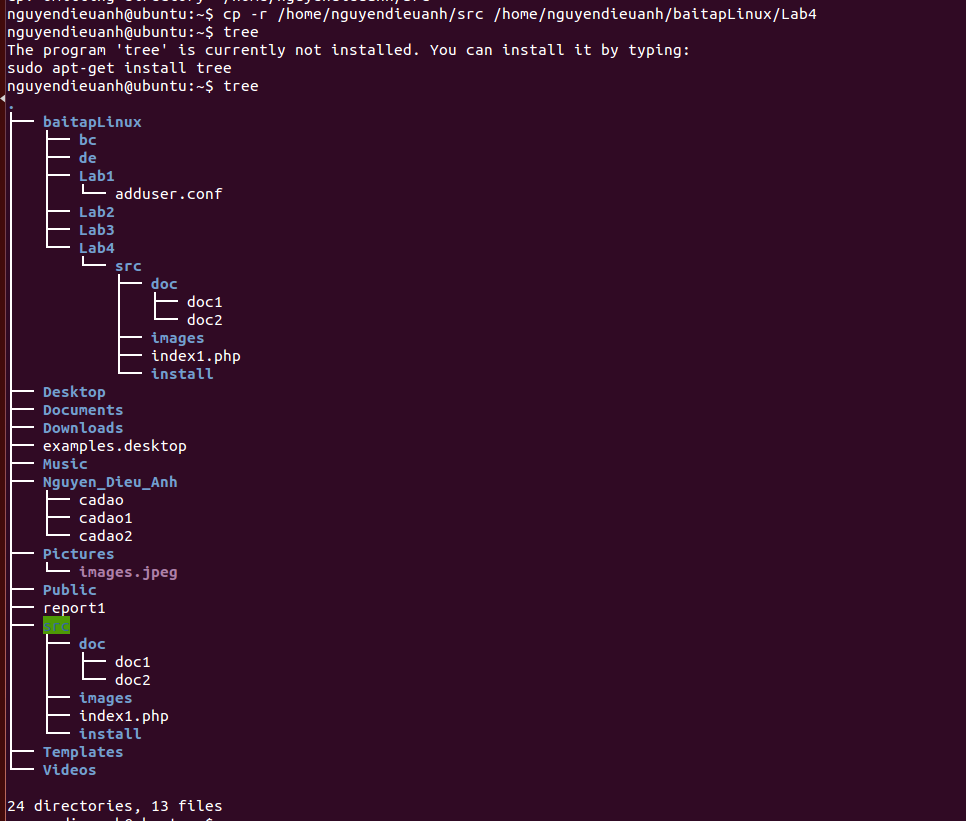 nguyendieuanh@ubuntu:~$ cp -r /home/nguyendieuanh/src /home/nguyendieuanh/baitapLinux/Lab4
nguyendieuanh@ubuntu:~$ tree
The program 'tree' is currently not installed. You can install it by typing:
sudo apt-get install tree
nguyendieuanh@ubuntu:~$ tree
.
baitapLinux
bc
de
Lab1
adduser.conf
Lab2
Lab3
Lab4
src
doc
doc1
doc2
images
index1.php
install
Desktop
Documents
Downloads
examples.desktop
Music
Nguyen_Dieu_Anh
cadao
cadao1
cadao2
Pictures
images.jpeg
Public
report1
src
doc
doc1
doc2
images
index1.php
install
Templates
Videos
24 directories, 13 files